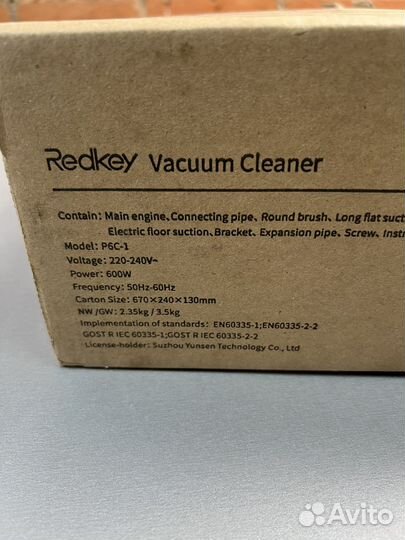 Redkey Vacuum Cleaner
Contain: Main engine、Connecting pipe、Round brush、Long flat
Electric floor suction、Bracket、Expansion pipe、Screw、
Model: P6C-1
Voltage: 220-240V~
Power: 600W
Frequency: 50Hz-60Hz
Carton Size: 670×240×130mm
NW /GW: 2.35kg / 3.5kg
Implementation of standards: EN60335-1;EN60335-2-2
GOST R IEC 60335-1;GOST R IEC 60335-2-2
License-holder: Suzhou Yunsen Technology Co., Ltd
Avito